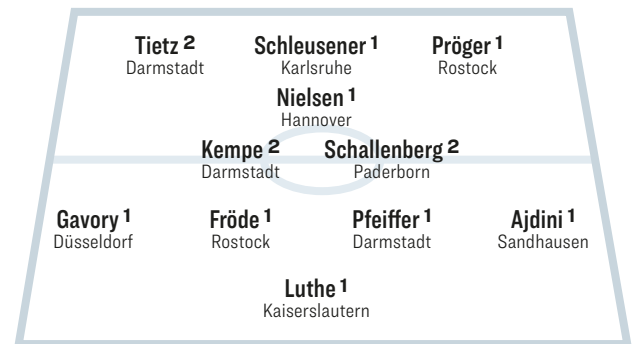 Tietz 2 Schleusener 1 Pröger 1
Darmstadt Karlsruhe Rostock
Nielsen 1
Hannover
Kempe 2 Schallenberg 2
Darmstadt Paderborn
Gavory 1 Fröde 1 Pfeiffer 1 Ajdini 1
Düsseldorf Rostock Darmstadt Sandhausen
Luthe 1
Kaiserslautern